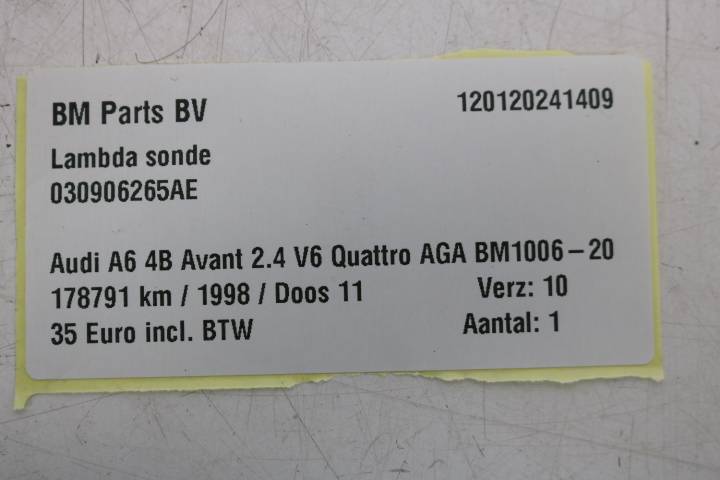 BM Parts BV 120120241409
Lambda sonde
030906265AE
Audi A6 4B Avant 2.4 V6 Quattro AGA BM1006-20
178791 km / 1998 / Doos 11 Verz: 10
35 Euro incl. BTW Aantal: 1